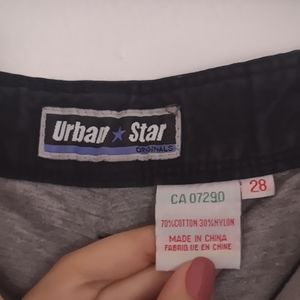 Urban ★ Star
ORIGINALS
CA 07290
28
70%COTTON 30%NYLON
MADE IN CHINA
FABRIQUE EN CHINE